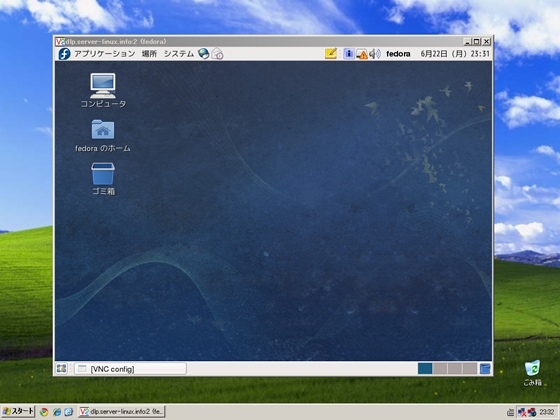 dlp.server-linux.info:2 (fedora)
アプリケーション 場所 システム fedora 6月22日 (月) 23:31
コンピュータ
fedora のホーム
ゴミ箱
[VNC config]
ごみ箱
スタート dlp.server-linux.info:2 (fe... 23:32